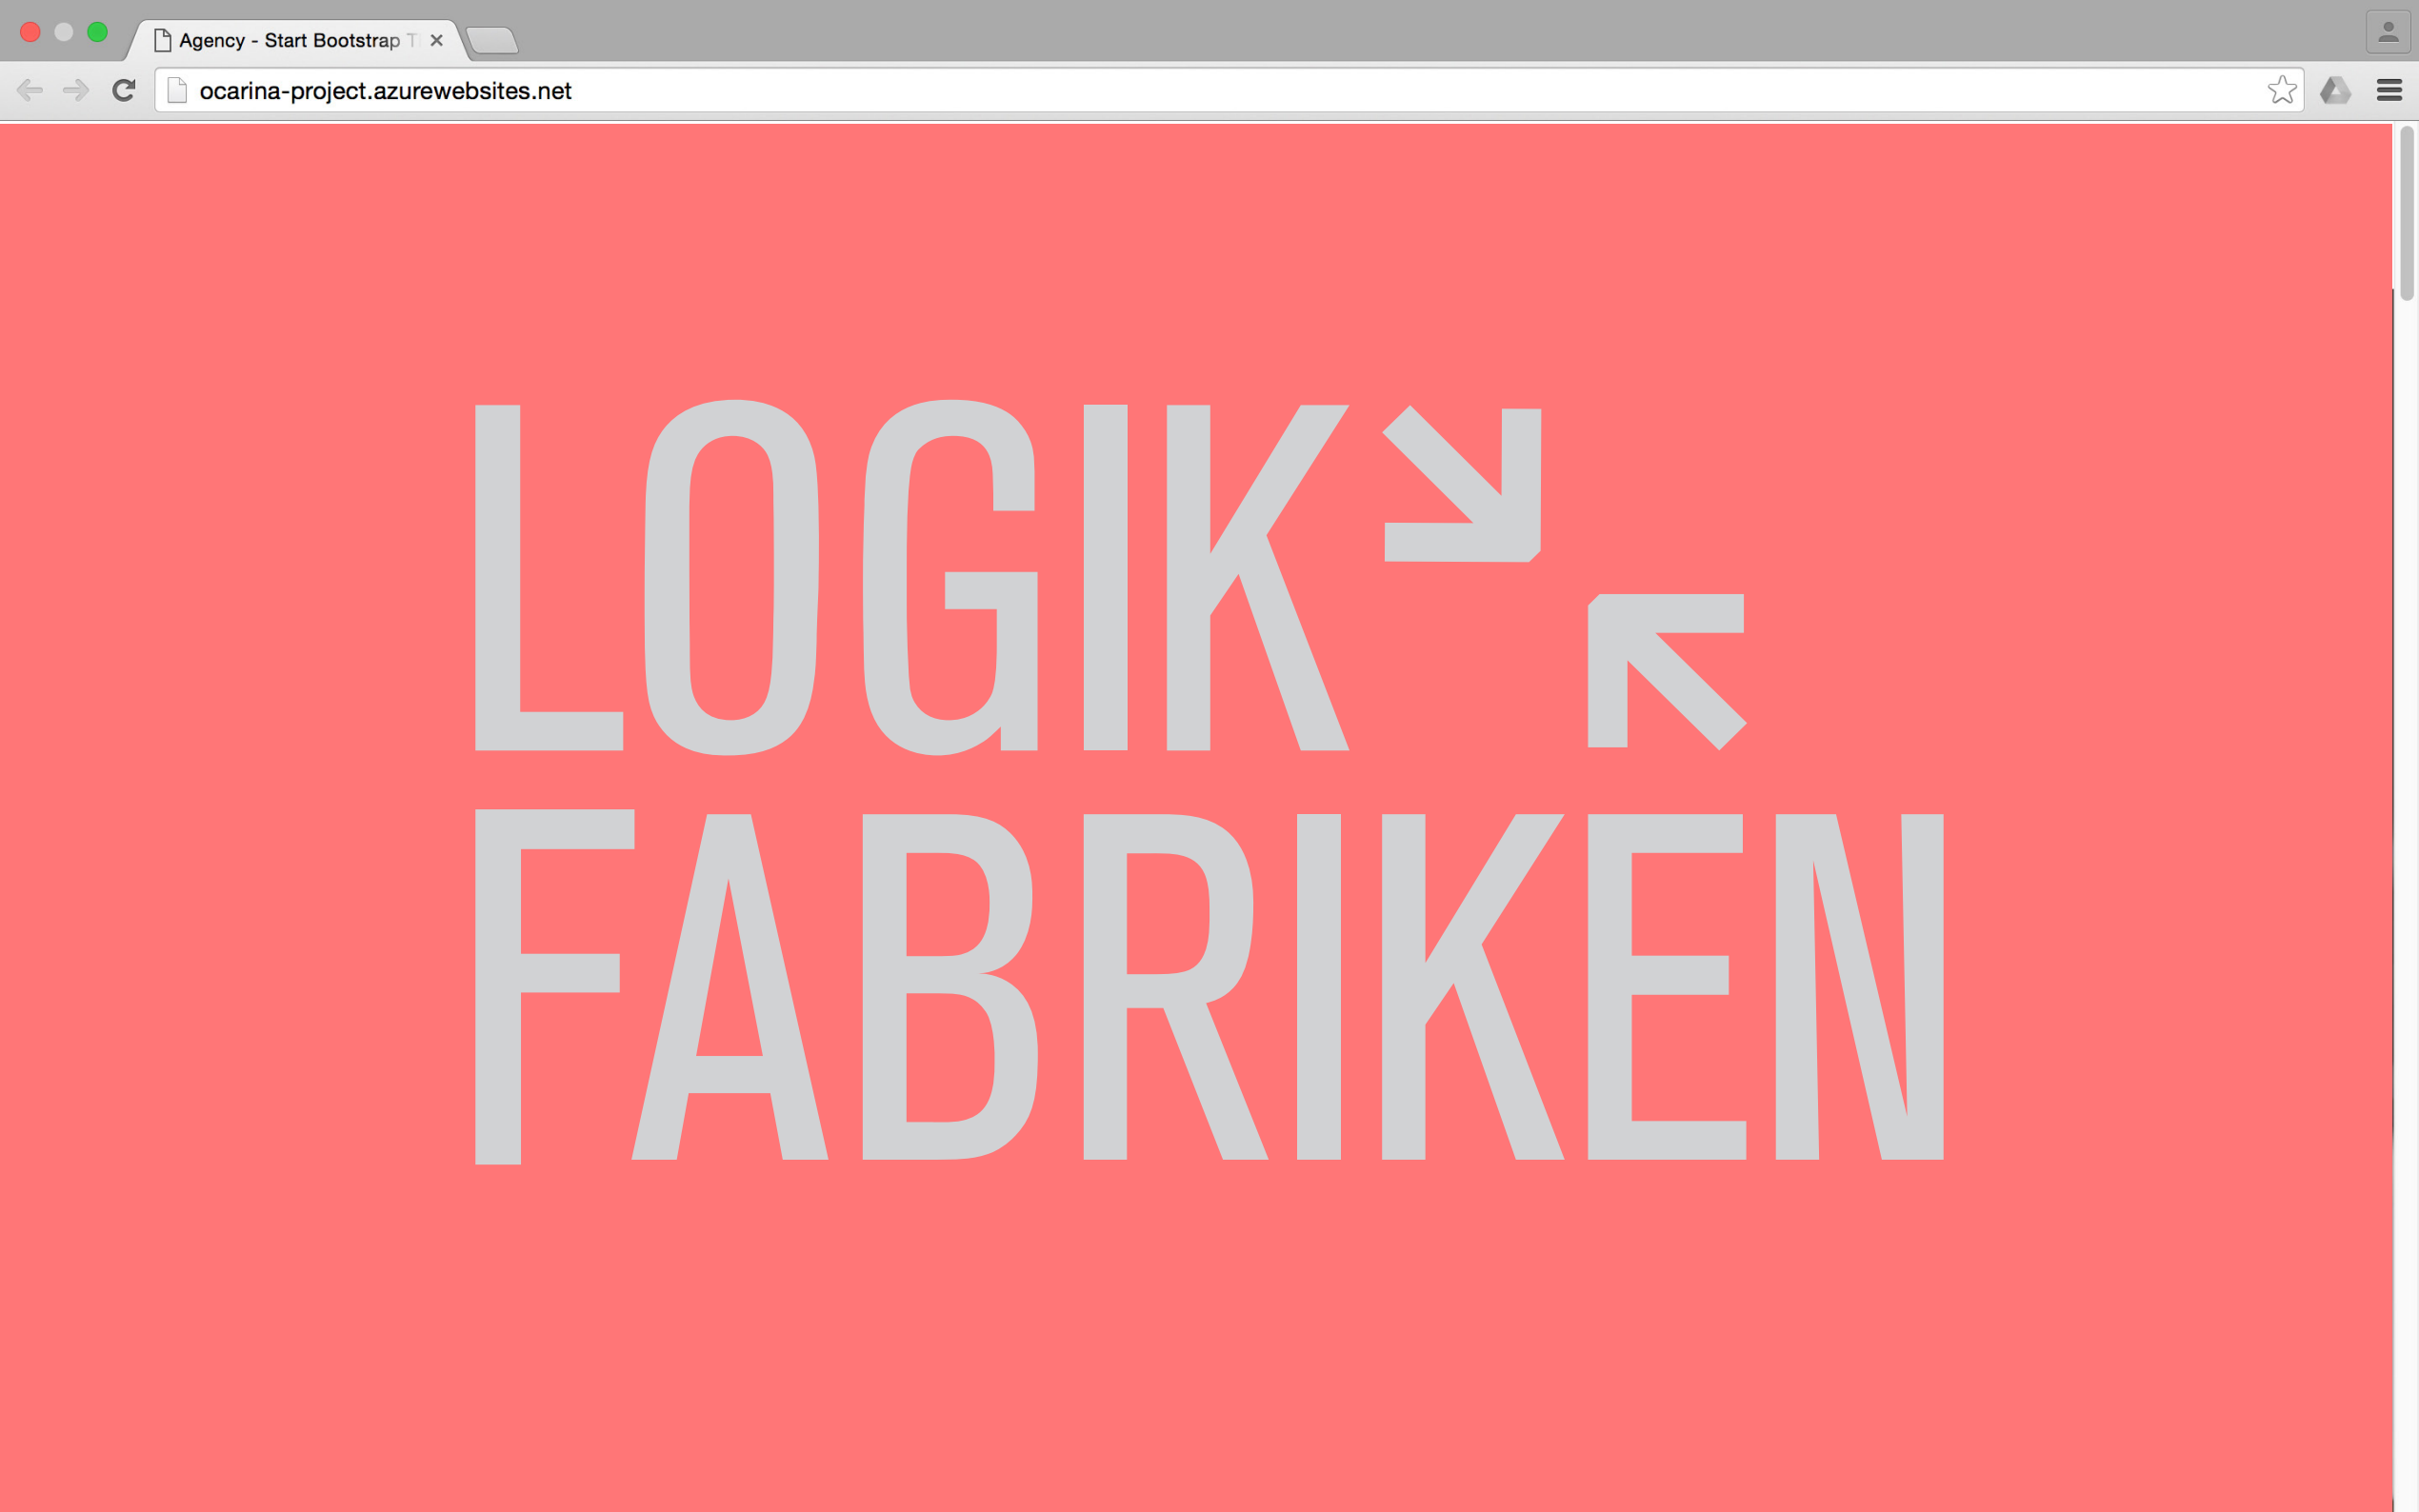 Agency - Start Bootstrap
ocarina-project.azurewebsites.net
LOGIK
FABRIKEN